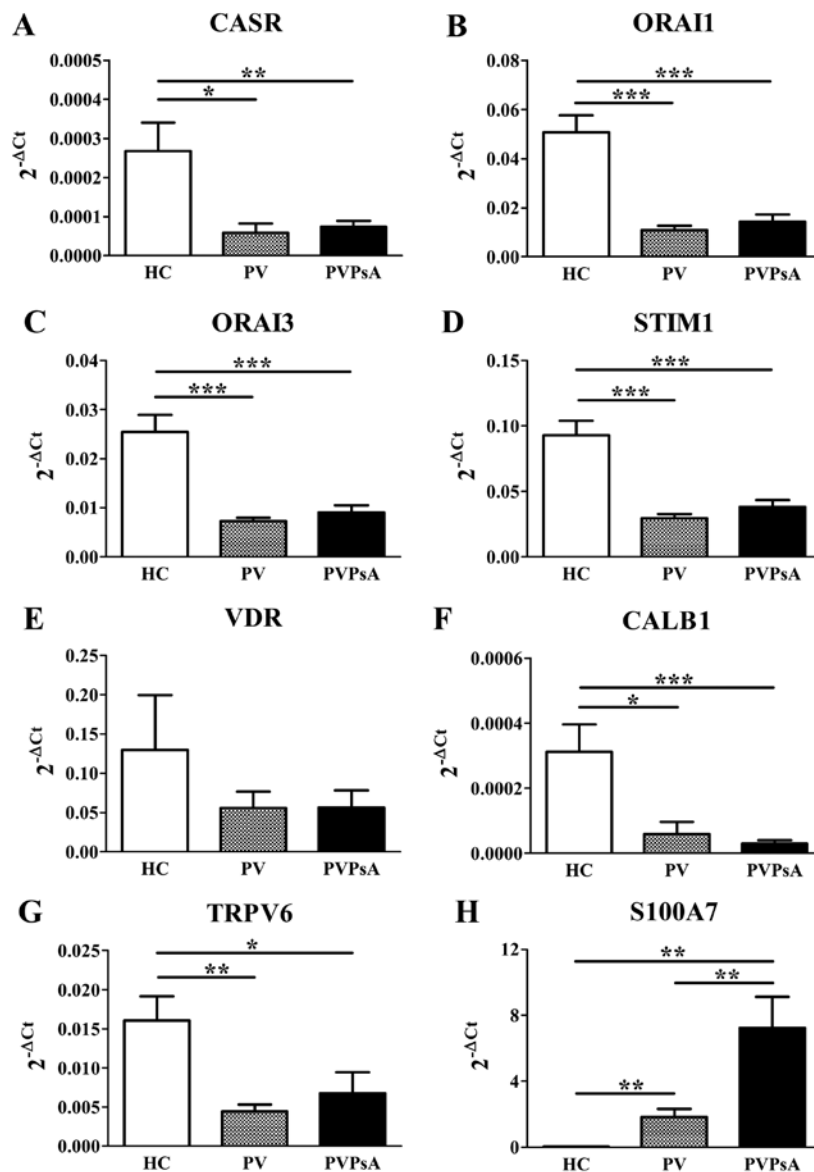 A CASR
0.0005
0.0004
0.0003
0.0002
0.0001
0.0000
2^-ΔCt
**
*
HC PV PVPsA
B ORAI1
0.08
0.06
0.04
0.02
0.00
2^-ΔCt
***
***
HC PV PVPsA
C ORAI3
0.04
0.03
0.02
0.01
0.00
2^-ΔCt
***
***
HC PV PVPsA
D STIM1
0.15
0.10
0.05
0.00
2^-ΔCt
***
***
HC PV PVPsA
E VDR
0.25
0.20
0.15
0.10
0.05
0.00
2^-ΔCt
HC PV PVPsA
F CALB1
0.0006
0.0004
0.0002
0.0000
2^-ΔCt
***
*
HC PV PVPsA
G TRPV6
0.025
0.020
0.015
0.010
0.005
0.000
2^-ΔCt
*
**
HC PV PVPsA
H S100A7
12
8
4
0
2^-ΔCt
**
**
**
HC PV PVPsA